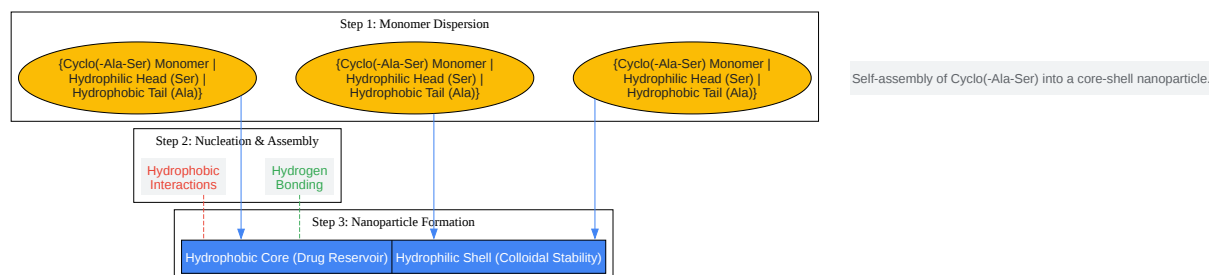 Step 1: Monomer Dispersion
{Cyclo(-Ala-Ser) Monomer |
Hydrophilic Head (Ser) |
Hydrophobic Tail (Ala)}
{Cyclo(-Ala-Ser) Monomer |
Hydrophilic Head (Ser) |
Hydrophobic Tail (Ala)}
{Cyclo(-Ala-Ser) Monomer |
Hydrophilic Head (Ser) |
Hydrophobic Tail (Ala)}
Self-assembly of Cyclo(-Ala-Ser) into a core-shell nanoparticle.
Step 2: Nucleation & Assembly
Hydrophobic
Interactions
Hydrogen
Bonding
Step 3: Nanoparticle Formation
Hydrophobic Core (Drug Reservoir)
Hydrophilic Shell (Colloidal Stability)